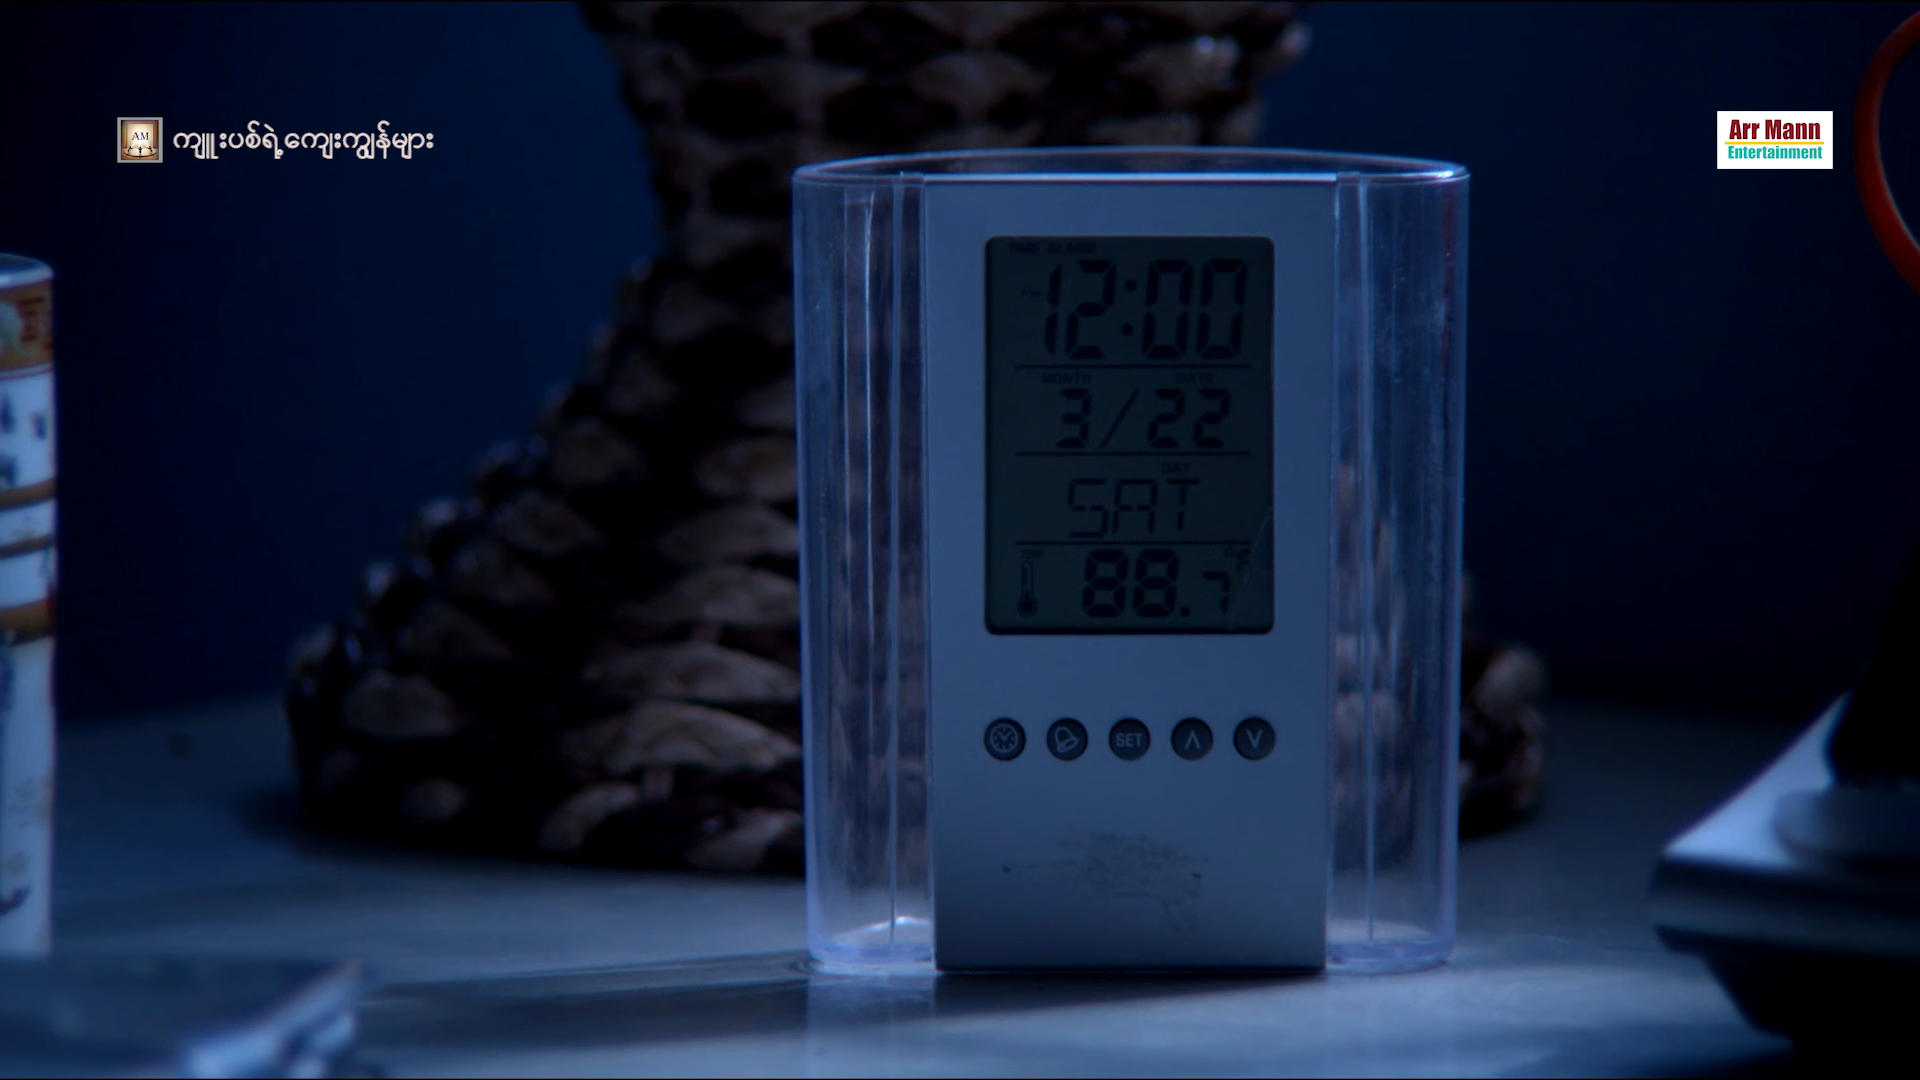 AM
ကျူးပစ်ရဲ့ကျေးကျွန်များ
Arr Mann
Entertainment
TIME ALARM
12:00
MONTH DATE
3/22
DAY
SAT
88.7 °F
SET